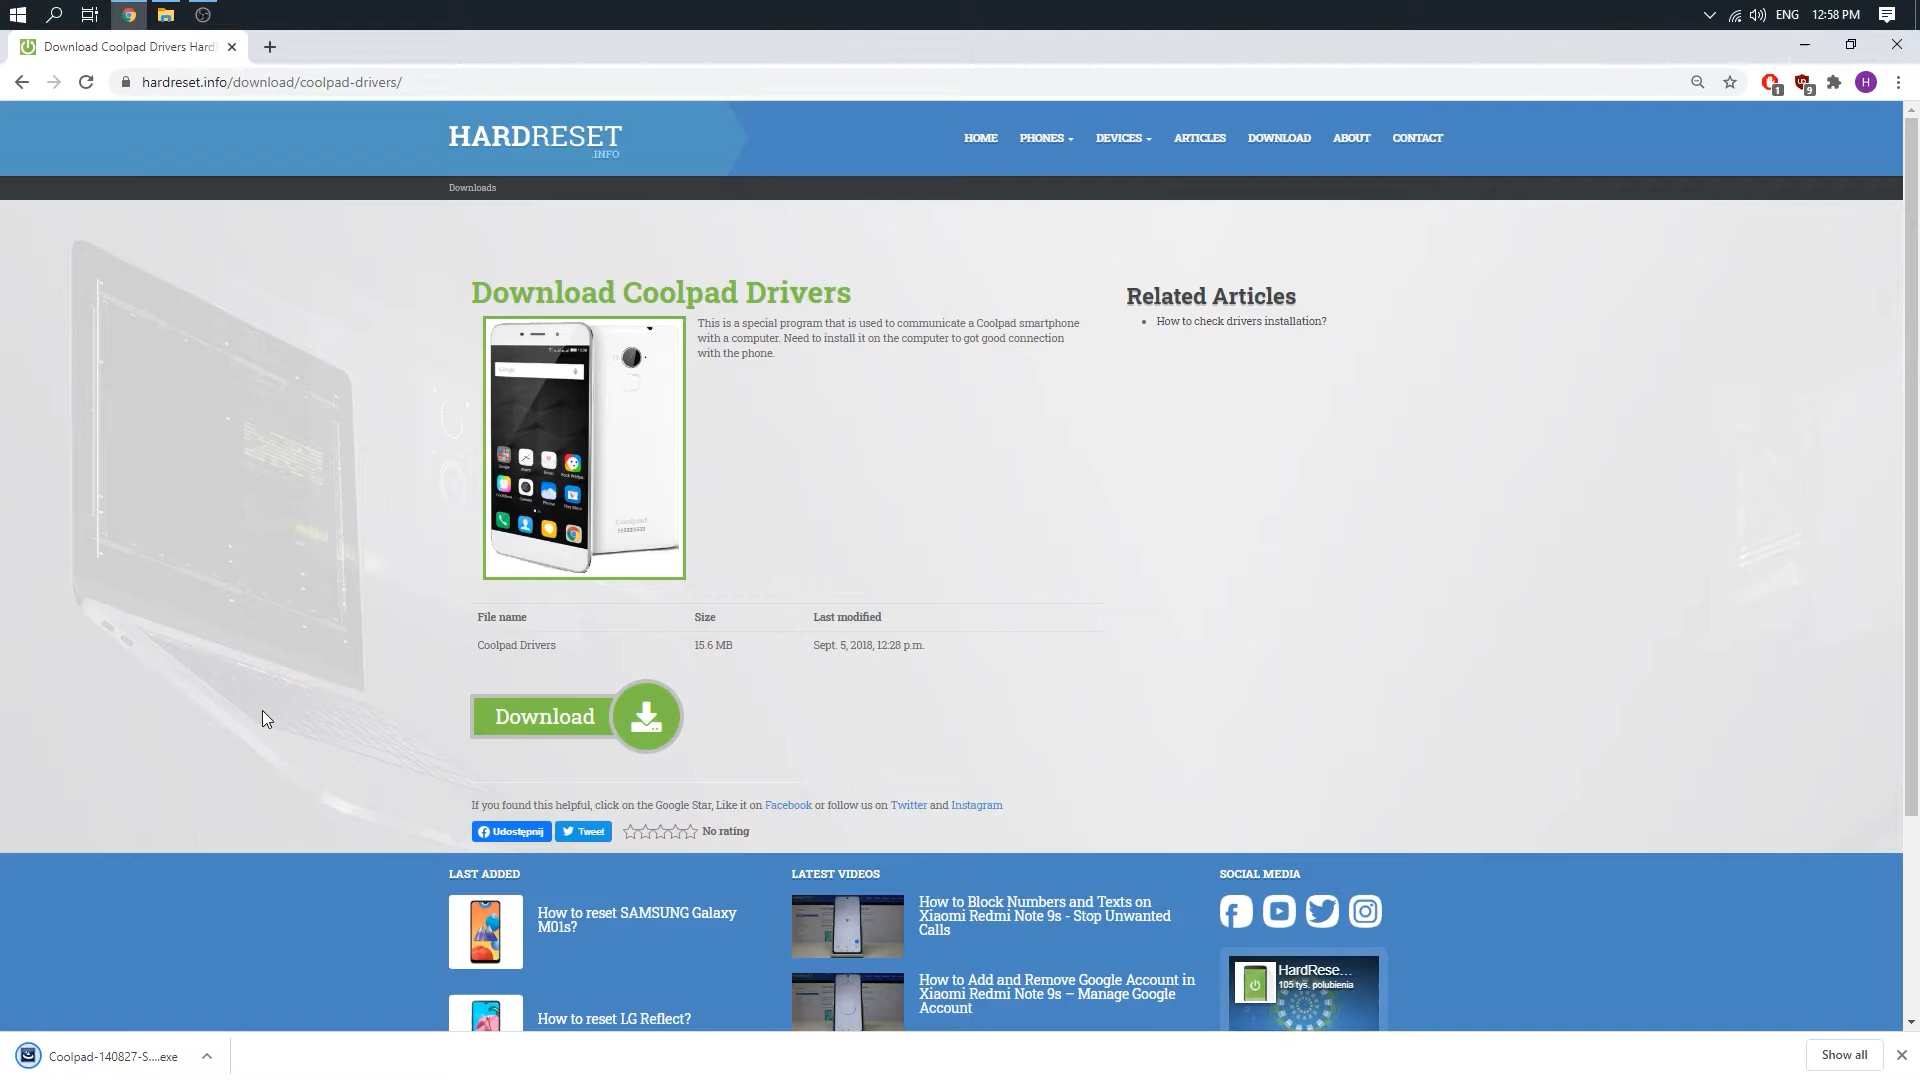 ENG
12:58 PM
Download Coolpad Drivers Hard
hardreset.info/download/coolpad-drivers/
1
9
H
HARDRESET
.INFO
HOME
PHONES
DEVICES
ARTICLES
DOWNLOAD
ABOUT
CONTACT
Downloads
Download Coolpad Drivers
This is a special program that is used to communicate a Coolpad smartphone
with a computer. Need to install it on the computer to got good connection
with the phone.
Coolpad
Related Articles
How to check drivers installation?
File name Size Last modified
Coolpad Drivers 15.6 MB Sept. 5, 2018, 12:28 p.m.
Download
If you found this helpful, click on the Google Star, Like it on Facebook or follow us on Twitter and Instagram
Udostępnij
Tweet
No rating
LAST ADDED
How to reset SAMSUNG Galaxy
M01s?
How to reset LG Reflect?
LATEST VIDEOS
How to Block Numbers and Texts on
Xiaomi Redmi Note 9s - Stop Unwanted
Calls
How to Add and Remove Google Account in
Xiaomi Redmi Note 9s – Manage Google
Account
SOCIAL MEDIA
HardRese...
105 tys. polubienia
Coolpad-140827-S....exe
Show all